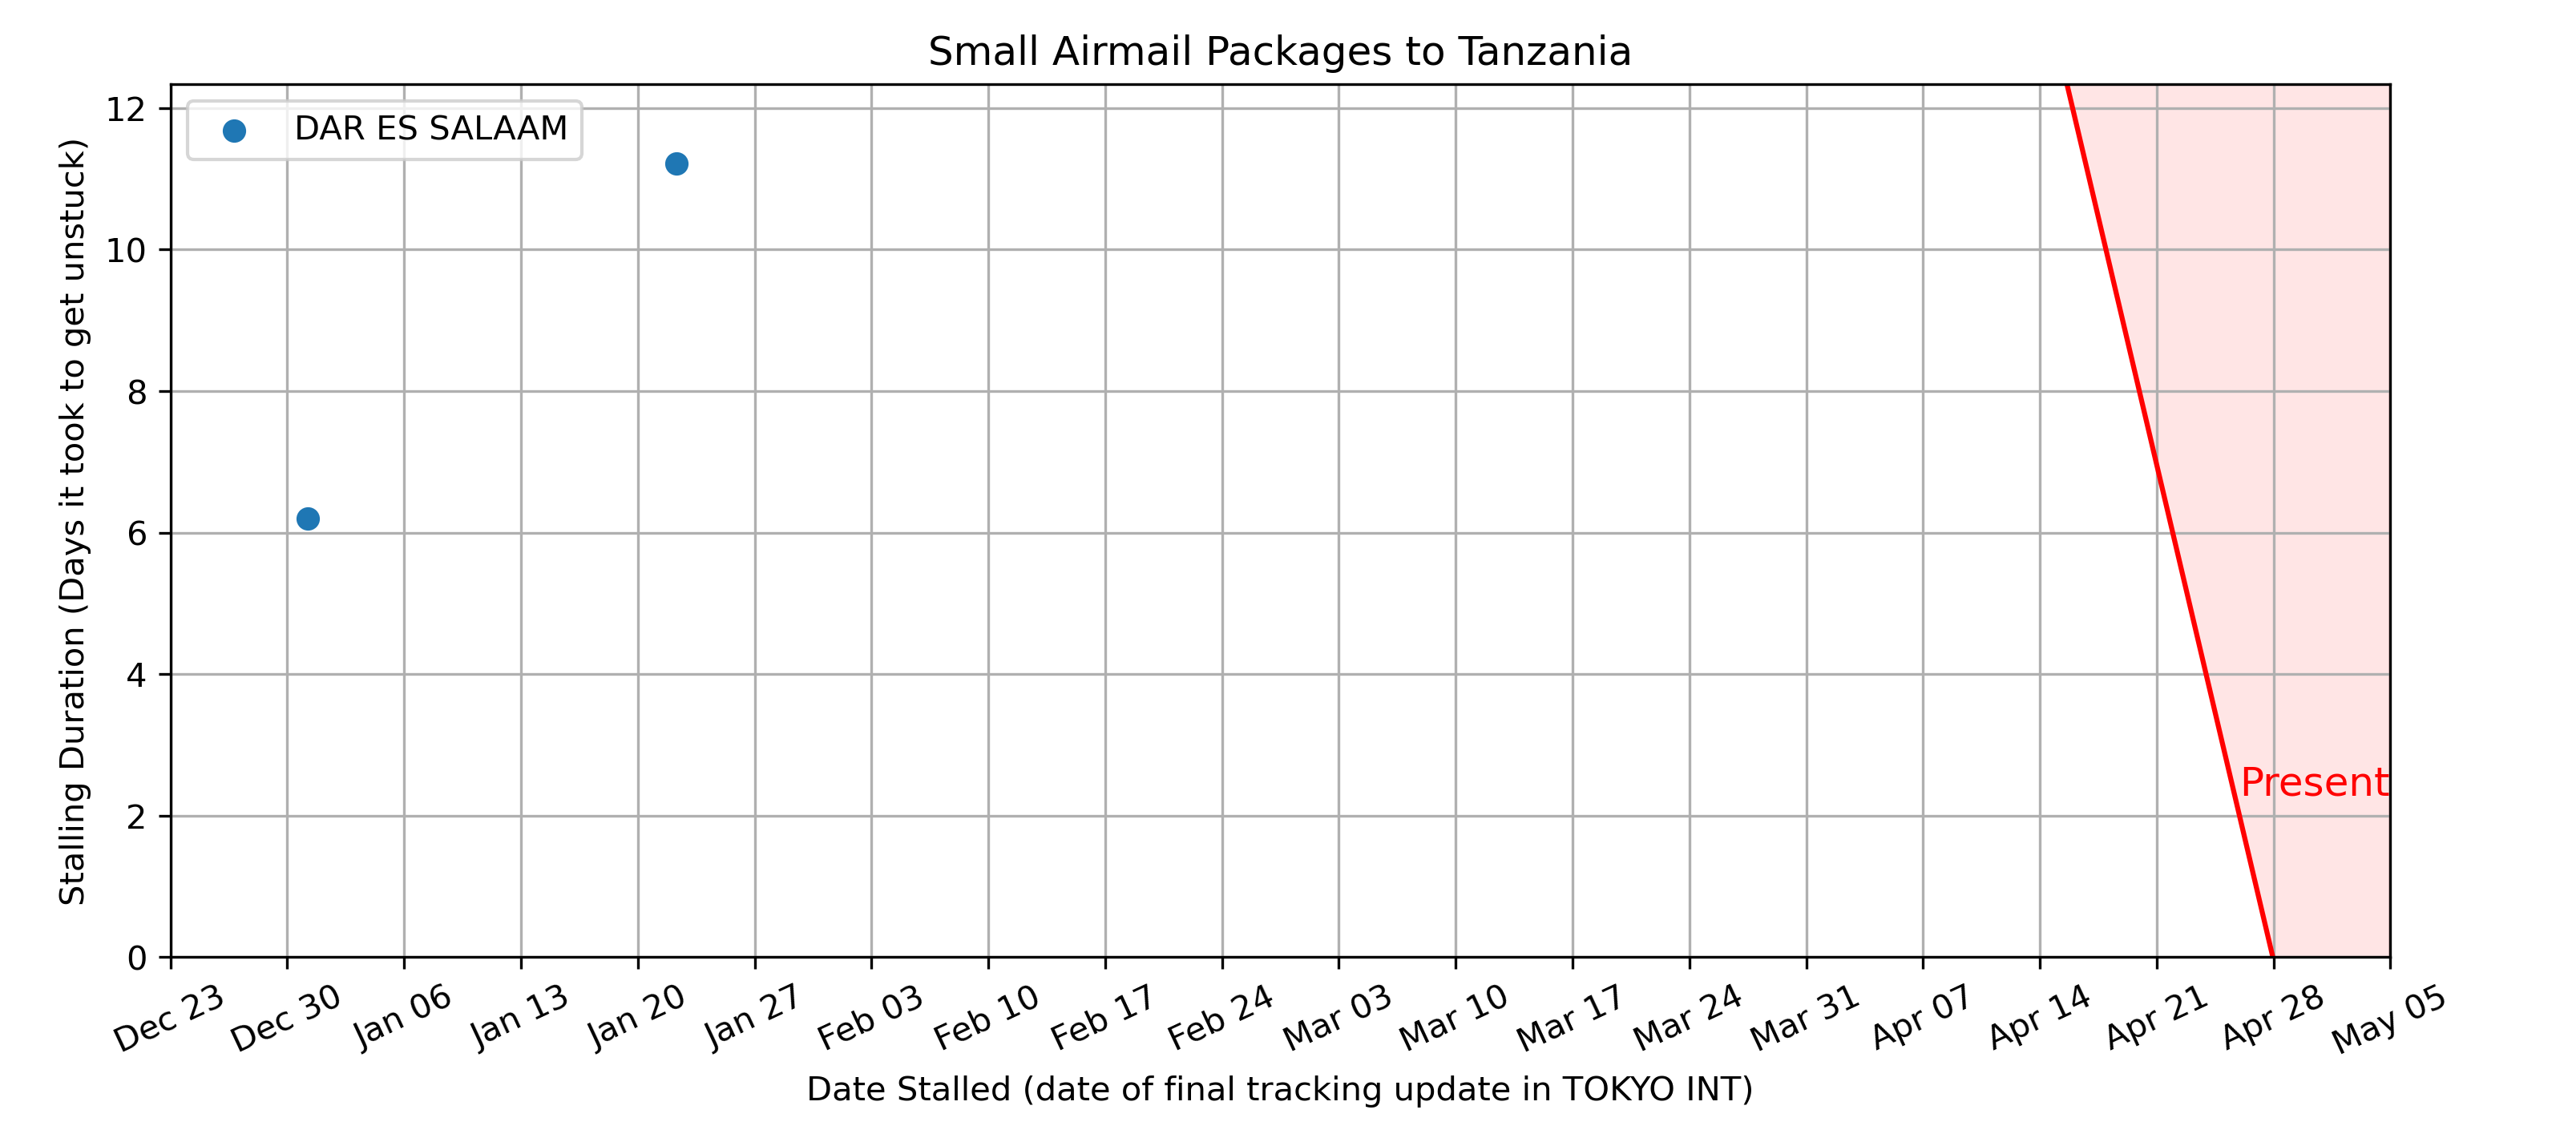 Small Airmail Packages to Tanzania
DAR ES SALAAM
Stalling Duration (Days it took to get unstuck)
12
10
8
6
4
2
0
Present
Dec 23
Dec 30
Jan 06
Jan 13
Jan 20
Jan 27
Feb 03
Feb 10
Feb 17
Feb 24
Mar 03
Mar 10
Mar 17
Mar 24
Mar 31
Apr 07
Apr 14
Apr 21
Apr 28
May 05
Date Stalled (date of final tracking update in TOKYO INT)